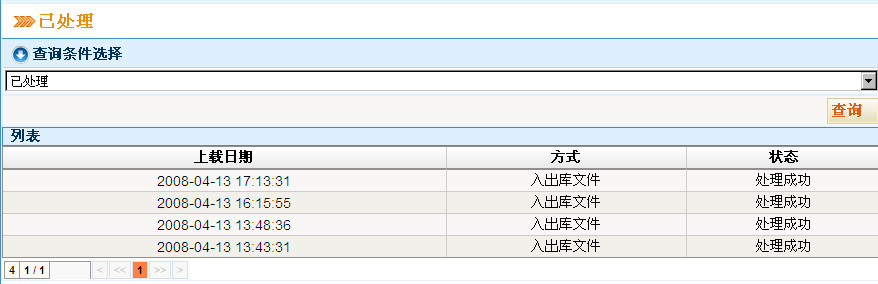 已处理
查询条件选择
已处理
查询
列表
上载日期 方式 状态
2008-04-13 17:13:31 入出库文件 处理成功
2008-04-13 16:15:55 入出库文件 处理成功
2008-04-13 13:48:36 入出库文件 处理成功
2008-04-13 13:43:31 入出库文件 处理成功
4 1 / 1 < << 1 >> >